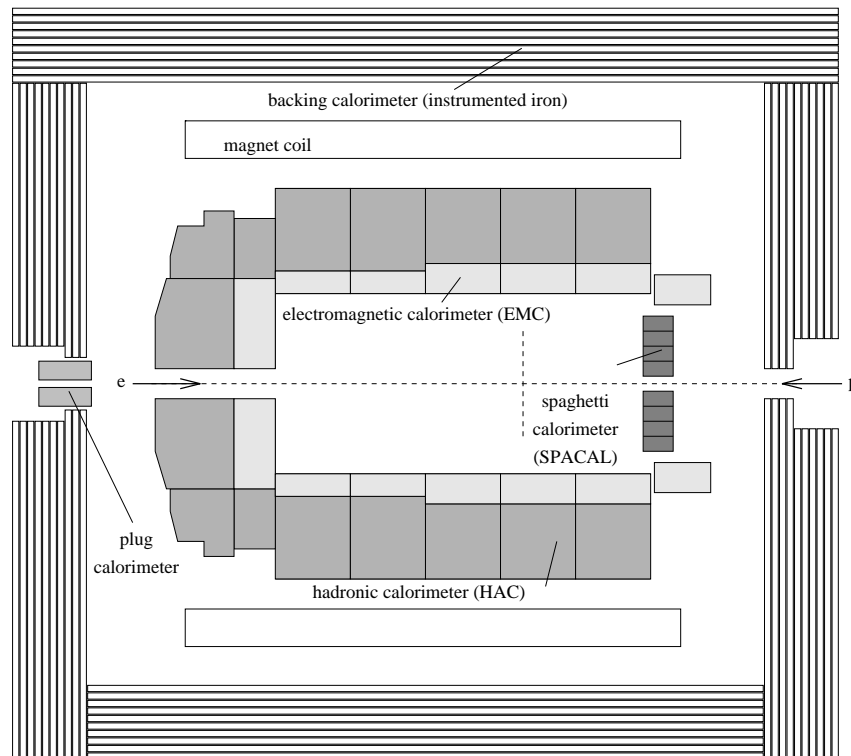 backing calorimeter (instrumented iron)
magnet coil
electromagnetic calorimeter (EMC)
e
p
spaghetti
calorimeter
(SPACAL)
plug
calorimeter
hadronic calorimeter (HAC)